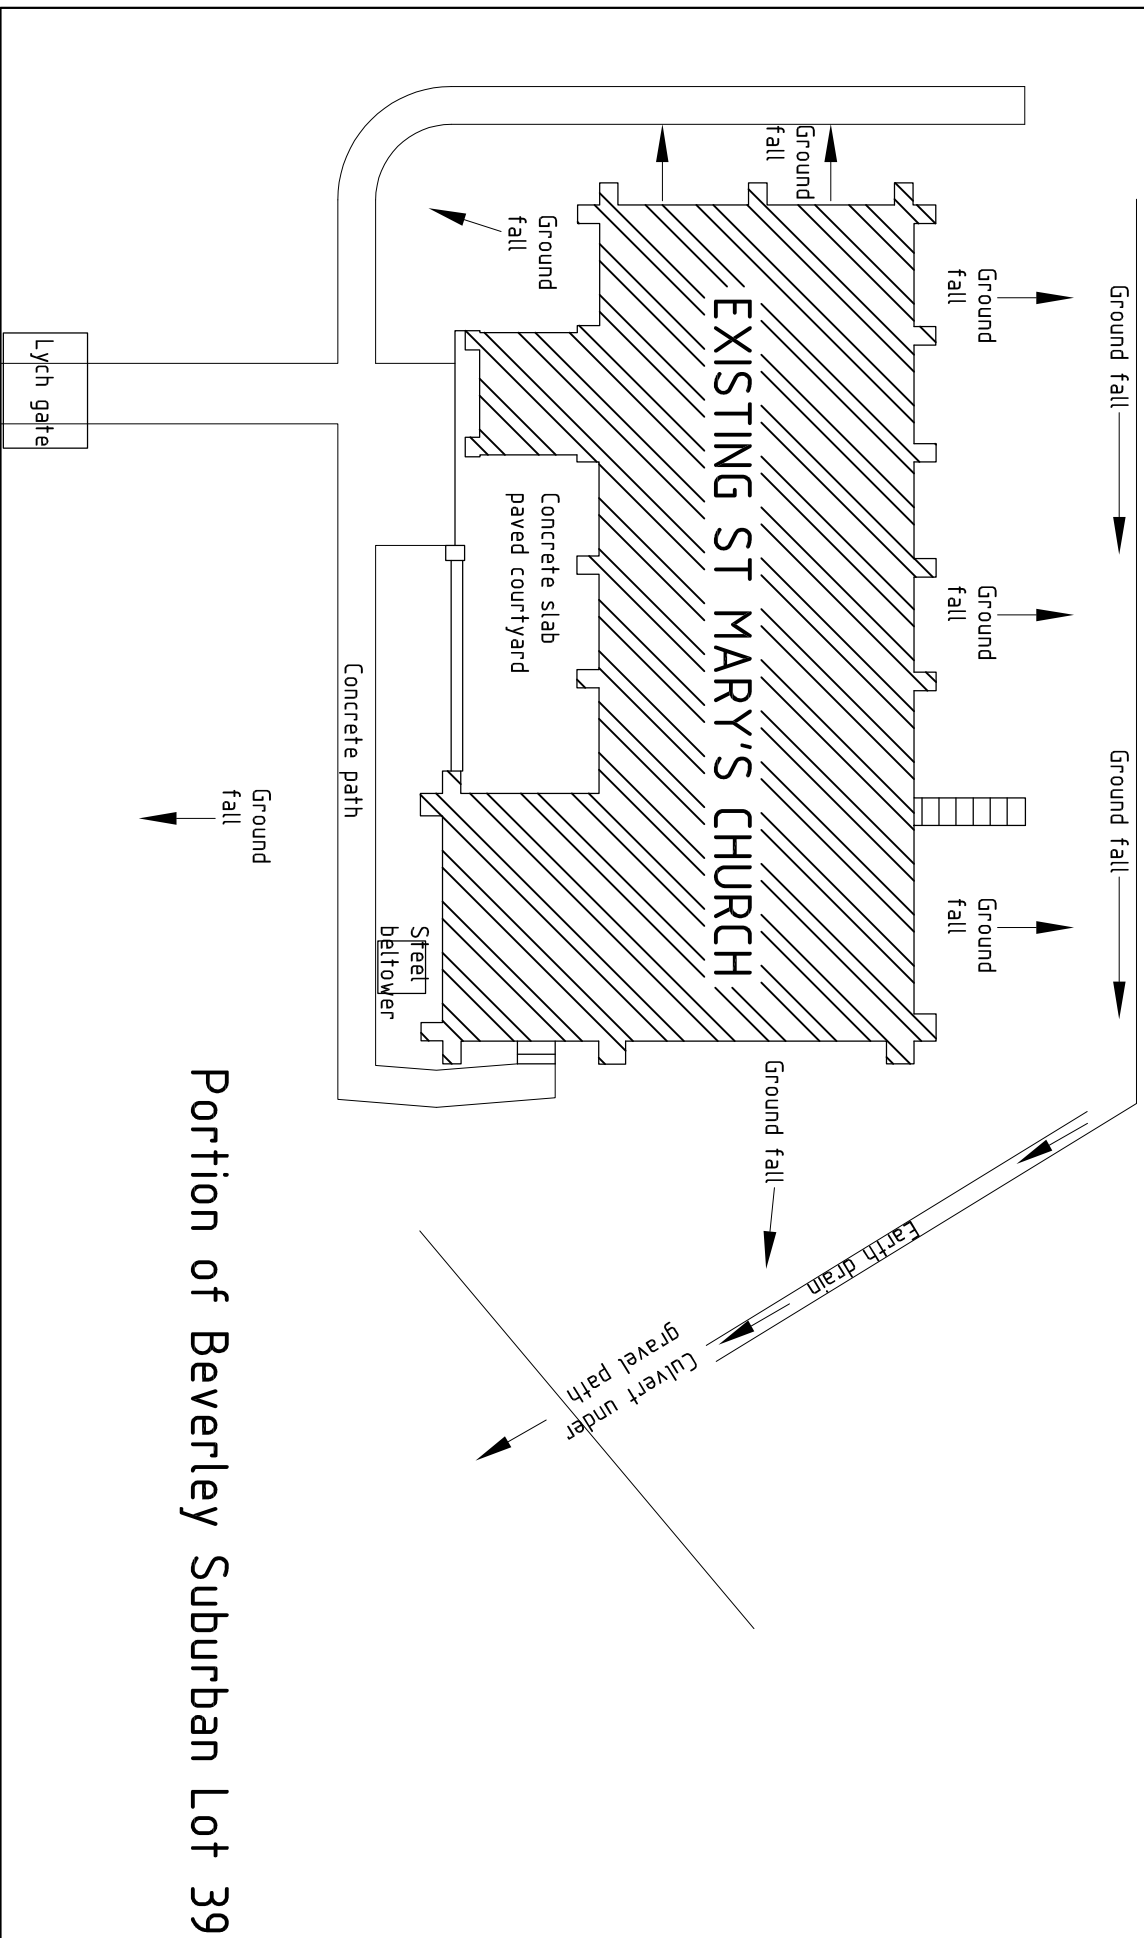 Ground fall
Ground fall
Ground
fall
Ground
fall
Ground
fall
Ground
fall
EXISTING ST MARY'S CHURCH
Ground fall
Earth drain
Culvert under
gravel path
Ground
fall
Concrete slab
paved courtyard
Steel
beltower
Concrete path
Ground
fall
Lych gate
Portion of Beverley Suburban Lot 39